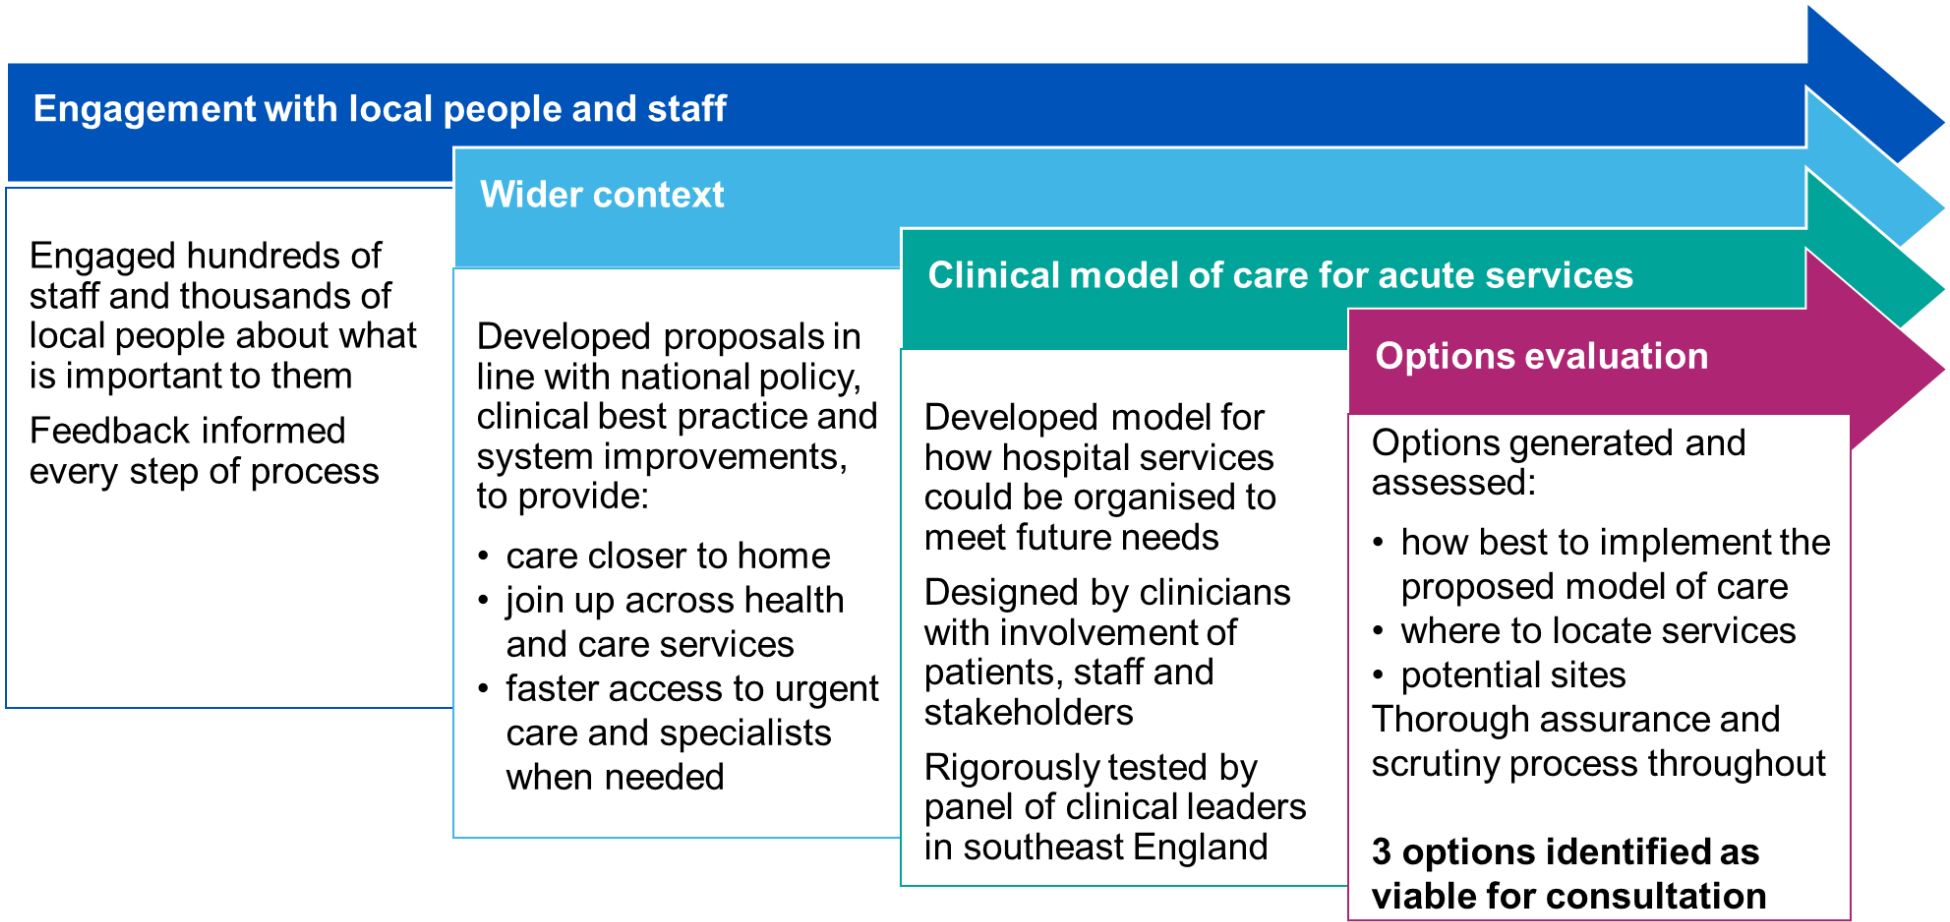 Engagement with local people and staff
Engaged hundreds of
staff and thousands of
local people about what
is important to them
Feedback informed
every step of process
Wider context
Developed proposals in
line with national policy,
clinical best practice and
system improvements,
to provide:
• care closer to home
• join up across health
and care services
• faster access to urgent
care and specialists
when needed
Clinical model of care for acute services
Developed model for
how hospital services
could be organised to
meet future needs
Designed by clinicians
with involvement of
patients, staff and
stakeholders
Rigorously tested by
panel of clinical leaders
in southeast England
Options evaluation
Options generated and
assessed:
• how best to implement the
proposed model of care
• where to locate services
• potential sites
Thorough assurance and
scrutiny process throughout
3 options identified as
viable for consultation